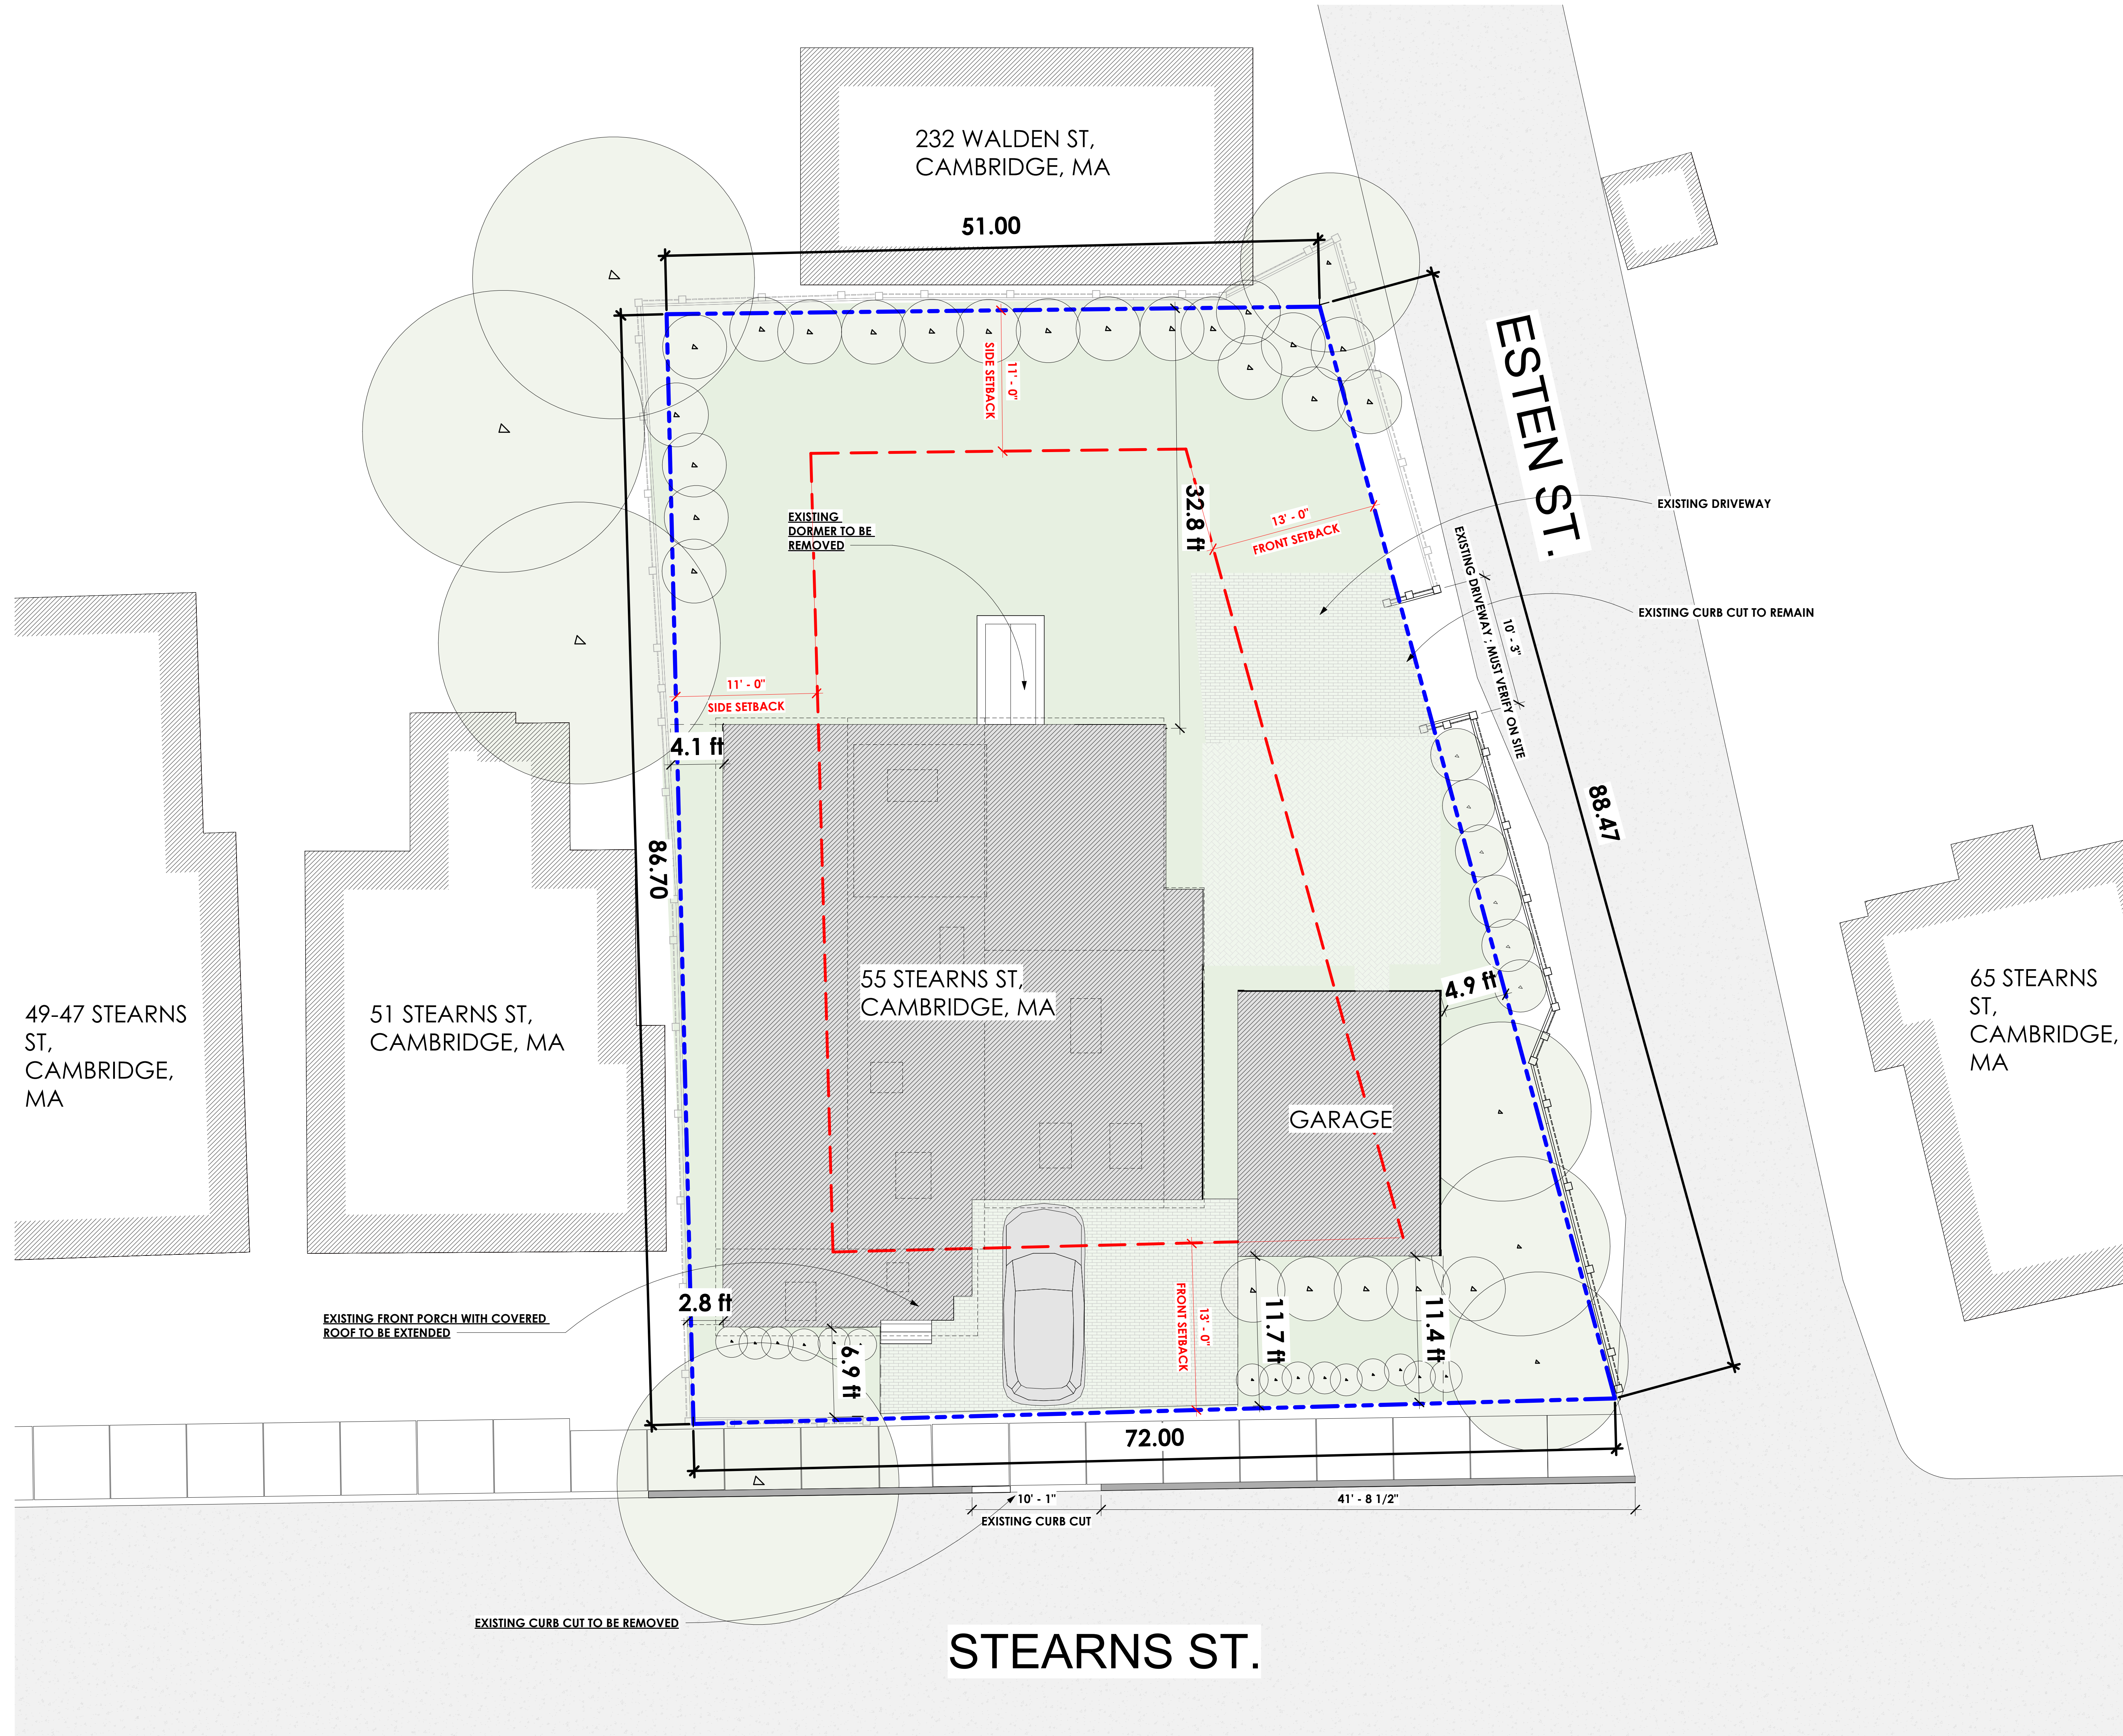 232 WALDEN ST,
CAMBRIDGE, MA
51.00
ESTEN ST.
SIDE SETBACK
11' - 0"
EXISTING
DORMER TO BE
REMOVED
32.8 ft
13' - 0"
FRONT SETBACK
EXISTING DRIVEWAY
EXISTING DRIVEWAY ; MUST VERIFY ON SITE
10' - 3"
EXISTING CURB CUT TO REMAIN
11' - 0"
SIDE SETBACK
4.1 ft
86.70
88.47
55 STEARNS ST,
CAMBRIDGE, MA
4.9 ft
49-47 STEARNS
ST,
CAMBRIDGE,
MA
51 STEARNS ST,
CAMBRIDGE, MA
65 STEARNS
ST,
CAMBRIDGE,
MA
GARAGE
2.8 ft
EXISTING FRONT PORCH WITH COVERED
ROOF TO BE EXTENDED
6.9 ft
FRONT SETBACK
13' - 0"
11.7 ft
11.4 ft
72.00
10' - 1"
EXISTING CURB CUT
41' - 8 1/2"
EXISTING CURB CUT TO BE REMOVED
STEARNS ST.